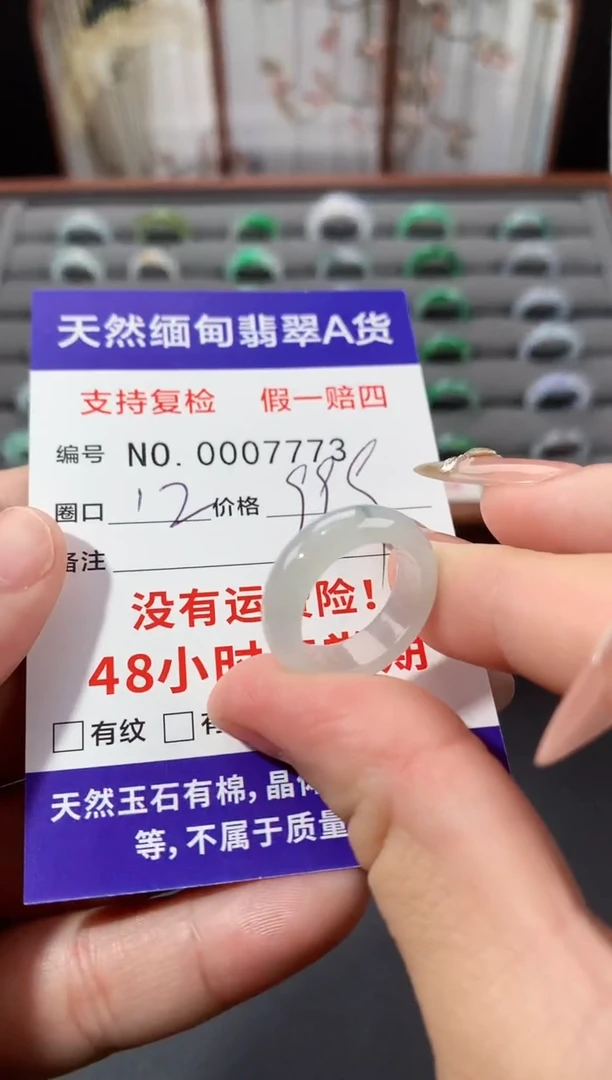 天然缅甸翡翠A货
支持复检 假一赔四
编号 NO. 0007773
圈口 12 价格
备注
没有运 险!
48小时 期
有纹
天然玉石有棉,晶
等,不属于质量